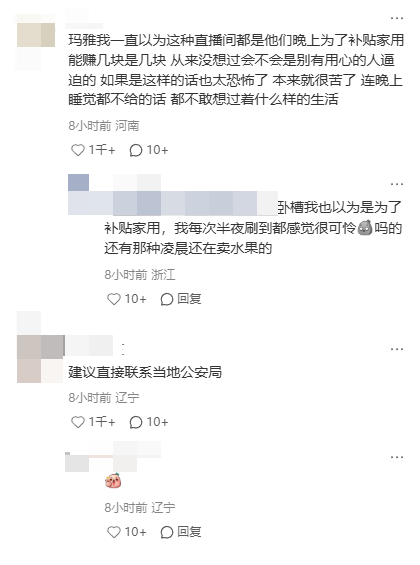 玛雅我一直以为这种直播间都是他们晚上为了补贴家用
能赚几块是几块 从来没想过会不会是别有用心的人逼
迫的 如果是这样的话也太恐怖了 本来就很苦了 连晚上
睡觉都不给的话 都不敢想过着什么样的生活
8小时前 河南
1千+ 10+
卧槽我也以为是为了
补贴家用，我每次半夜刷到都感觉很可怜吗的
还有那种凌晨还在卖水果的
8小时前 浙江
10+ 回复
:
建议直接联系当地公安局
8小时前 辽宁
1千+ 10+
8小时前 辽宁
10+ 回复